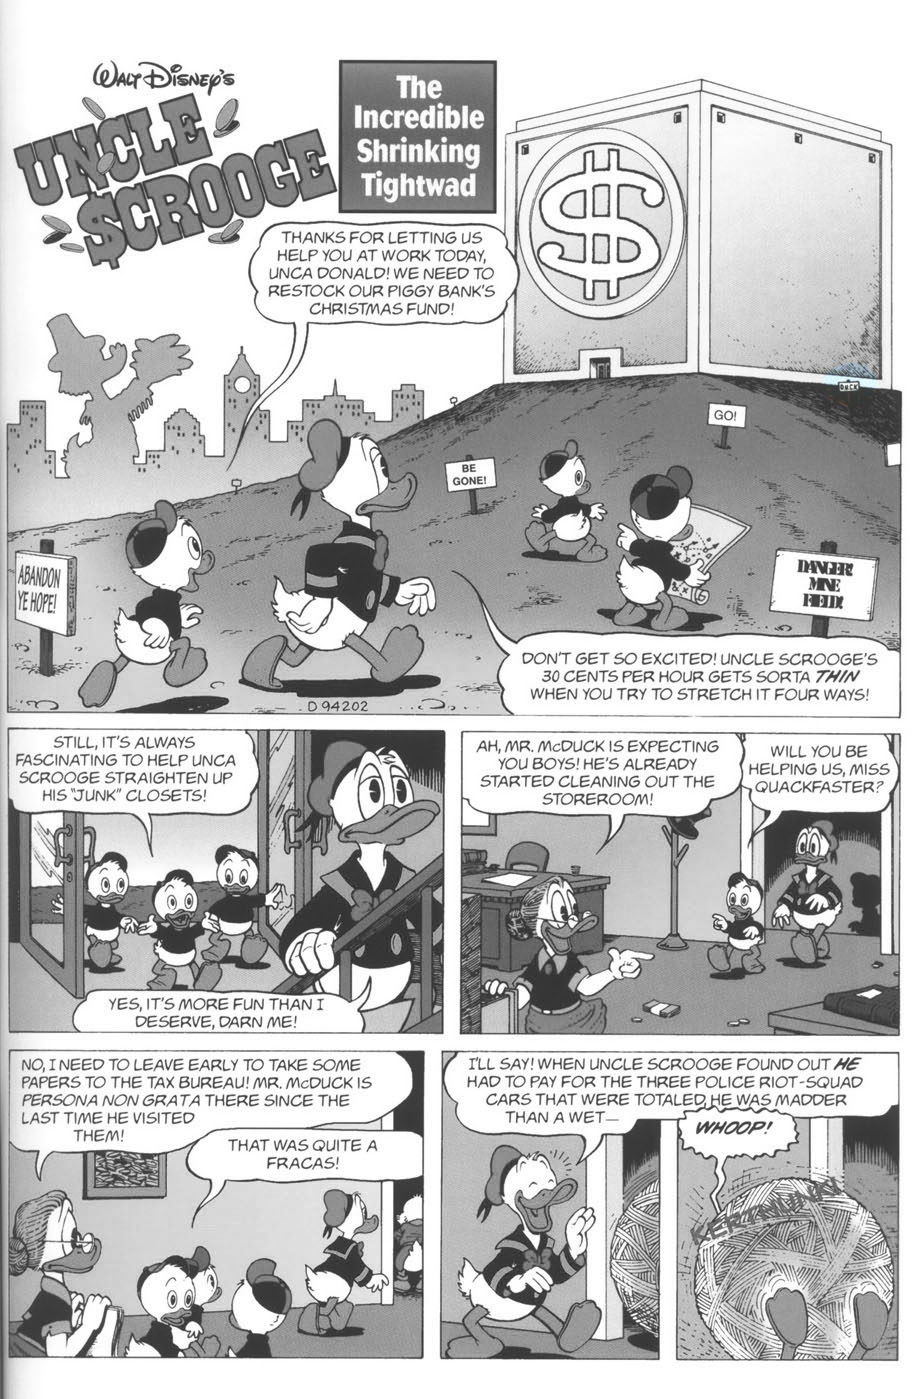 WALT DISNEY'S
UNCLE
$CROOGE
The
Incredible
Shrinking
Tightwad
THANKS FOR LETTING US
HELP YOU AT WORK TODAY,
UNCA DONALD! WE NEED TO
RESTOCK OUR PIGGY BANK'S
CHRISTMAS FUND!
$
DUCK
GO!
BE
GONE!
ABANDON
YE HOPE!
DANGER!
MINE
FIELD!
DON'T GET SO EXCITED! UNCLE SCROOGE'S
30 CENTS PER HOUR GETS SORTA THIN
WHEN YOU TRY TO STRETCH IT FOUR WAYS!
D 94202
STILL, IT'S ALWAYS
FASCINATING TO HELP UNCA
SCROOGE STRAIGHTEN UP
HIS "JUNK" CLOSETS!
YES, IT'S MORE FUN THAN I
DESERVE, DARN ME!
AH, MR. McDUCK IS EXPECTING
YOU BOYS! HE'S ALREADY
STARTED CLEANING OUT THE
STOREROOM!
WILL YOU BE
HELPING US, MISS
QUACKFASTER?
NO, I NEED TO LEAVE EARLY TO TAKE SOME
PAPERS TO THE TAX BUREAU! MR. McDUCK IS
PERSONA NON GRATA THERE SINCE THE
LAST TIME HE VISITED
THEM!
THAT WAS QUITE A
FRACAS!
I'LL SAY! WHEN UNCLE SCROOGE FOUND OUT HE
HAD TO PAY FOR THE THREE POLICE RIOT-SQUAD
CARS THAT WERE TOTALED, HE WAS MADDER
THAN A WET—
WHOOP!